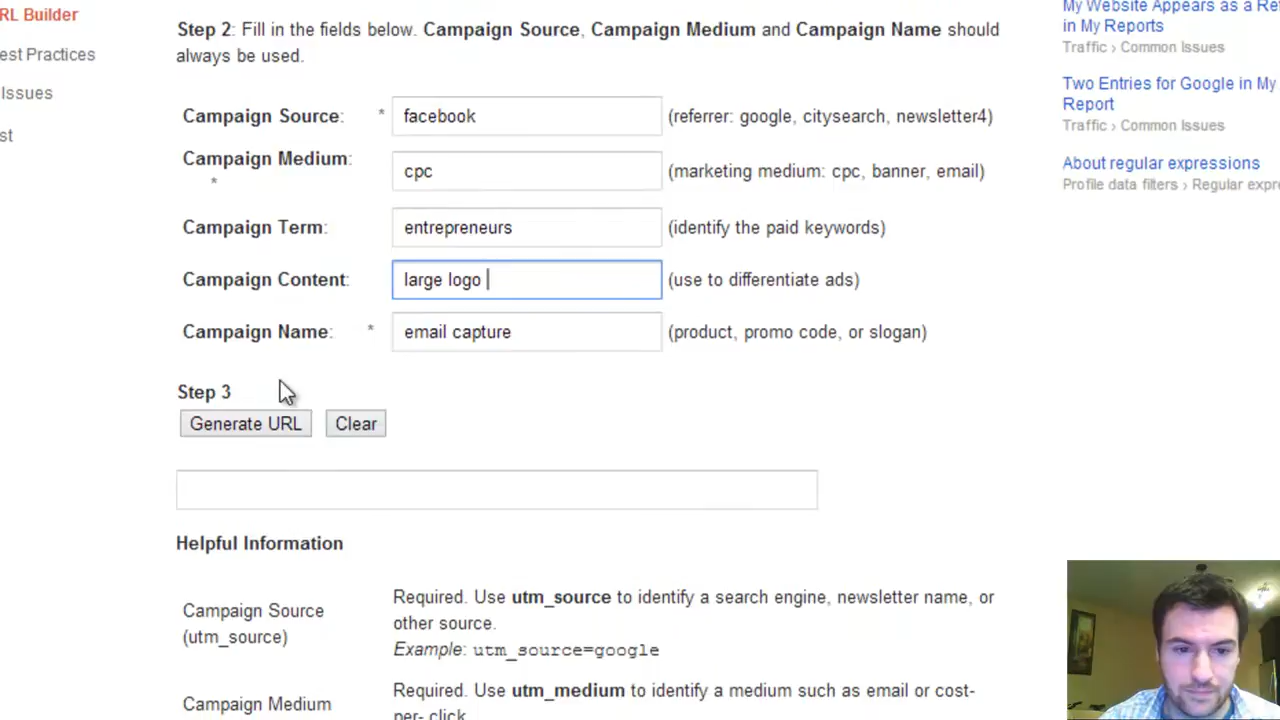 RL Builder
est Practices
Issues
st
Step 2: Fill in the fields below. Campaign Source, Campaign Medium and Campaign Name should
always be used.
Campaign Source: * facebook (referrer: google, citysearch, newsletter4)
Campaign Medium: * cpc (marketing medium: cpc, banner, email)
Campaign Term: entrepreneurs (identify the paid keywords)
Campaign Content: large logo (use to differentiate ads)
Campaign Name: * email capture (product, promo code, or slogan)
Step 3
Generate URL Clear
Helpful Information
Campaign Source
(utm_source)
Required. Use utm_source to identify a search engine, newsletter name, or
other source.
Example: utm_source=google
Campaign Medium
Required. Use utm_medium to identify a medium such as email or cost-
per- click.
My Website Appears as a Ref
in My Reports
Traffic › Common Issues
Two Entries for Google in My
Report
Traffic › Common Issues
About regular expressions
Profile data filters › Regular expre